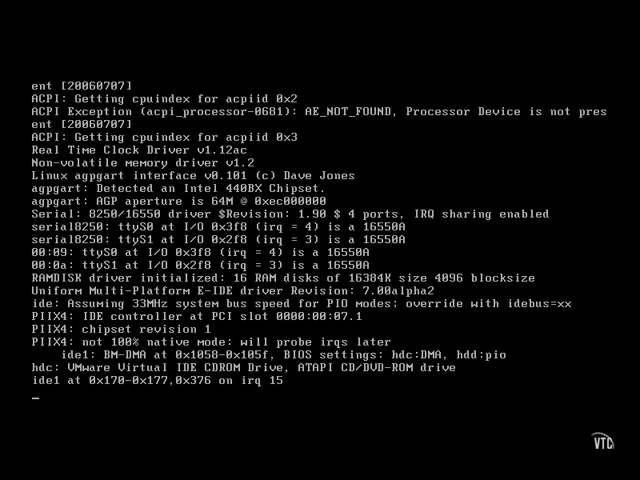 ent [20060707]
ACPI: Getting cpuindex for acpiid 0x2
ACPI Exception (acpi_processor-0681): AE_NOT_FOUND, Processor Device is not pres
ent [20060707]
ACPI: Getting cpuindex for acpiid 0x3
Real Time Clock Driver v1.12ac
Non-volatile memory driver v1.2
Linux agpgart interface v0.101 (c) Dave Jones
agpgart: Detected an Intel 440BX Chipset.
agpgart: AGP aperture is 64M @ 0xec000000
Serial: 8250/16550 driver $Revision: 1.90 $ 4 ports, IRQ sharing enabled
serial8250: ttyS0 at I/O 0x3f8 (irq = 4) is a 16550A
serial8250: ttyS1 at I/O 0x2f8 (irq = 3) is a 16550A
00:09: ttyS0 at I/O 0x3f8 (irq = 4) is a 16550A
00:0a: ttyS1 at I/O 0x2f8 (irq = 3) is a 16550A
RAMDISK driver initialized: 16 RAM disks of 16384K size 4096 blocksize
Uniform Multi-Platform E-IDE driver Revision: 7.00alpha2
ide: Assuming 33MHz system bus speed for PIO modes; override with idebus=xx
PIIX4: IDE controller at PCI slot 0000:00:07.1
PIIX4: chipset revision 1
PIIX4: not 100% native mode: will probe irqs later
    ide1: BM-DMA at 0x1058-0x105f, BIOS settings: hdc:DMA, hdd:pio
hdc: VMware Virtual IDE CDROM Drive, ATAPI CD/DVD-ROM drive
ide1 at 0x170-0x177,0x376 on irq 15
_
VTC